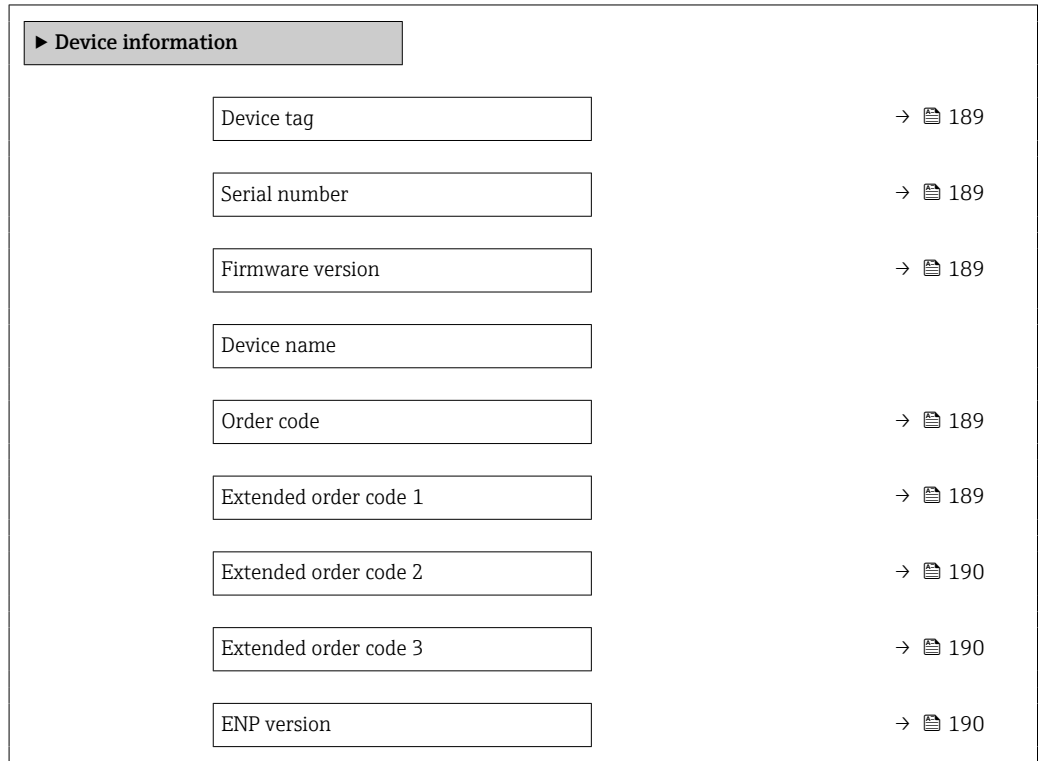 ▶ Device information
Device tag → 189
Serial number → 189
Firmware version → 189
Device name
Order code → 189
Extended order code 1 → 189
Extended order code 2 → 190
Extended order code 3 → 190
ENP version → 190